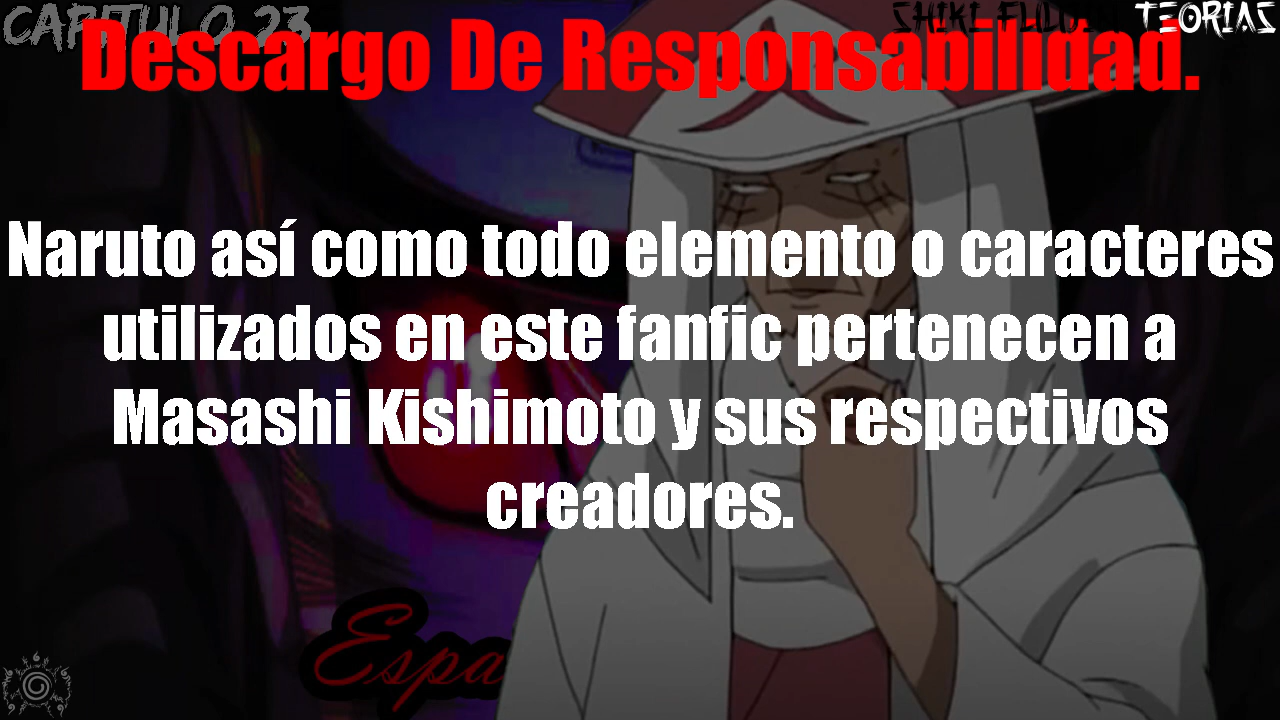 CAPITULO 23
TEORIAS
Descargo De Responsabilidad.
Naruto así como todo elemento o caracteres
utilizados en este fanfic pertenecen a
Masashi Kishimoto y sus respectivos
creadores.